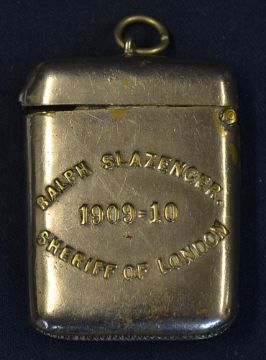 RALPH SLAZENGER.
1909=10
SHERIFF OF LONDON